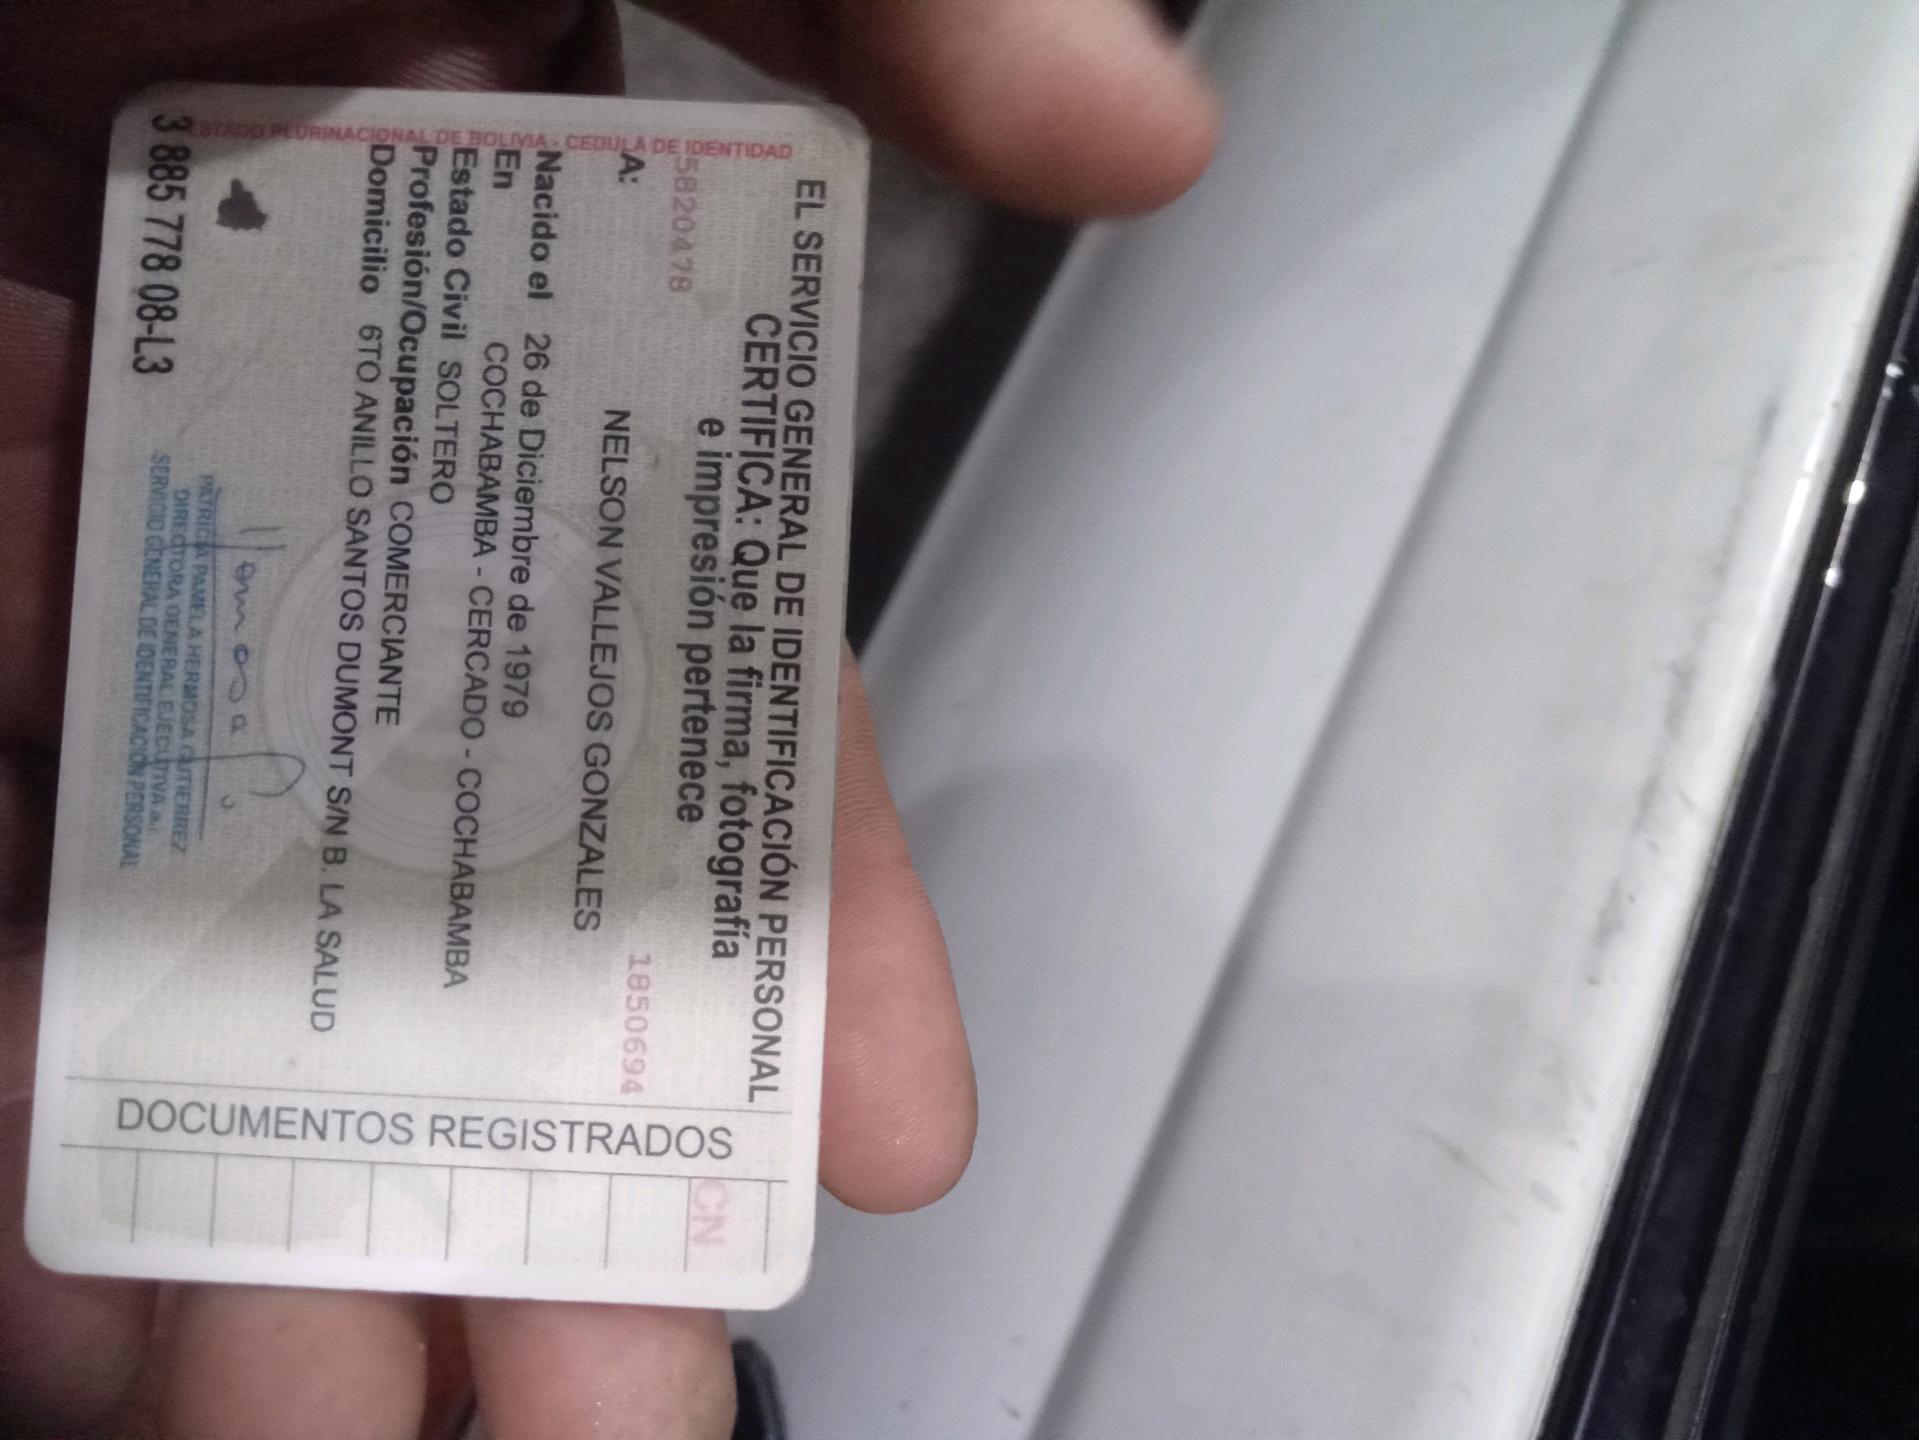 ESTADO PLURINACIONAL DE BOLIVIA - CEDULA DE IDENTIDAD
EL SERVICIO GENERAL DE IDENTIFICACIÓN PERSONAL
CERTIFICA: Que la firma, fotografía
e impresión pertenece
5820478
1850694
A: NELSON VALLEJOS GONZALES
Nacido el 26 de Diciembre de 1979
En COCHABAMBA - CERCADO - COCHABAMBA
Estado Civil SOLTERO
Profesión/Ocupación COMERCIANTE
Domicilio 6TO ANILLO SANTOS DUMONT S/N B. LA SALUD
3 885 778 08-L3
PATRICIA PAMELA HERMOSA GUTIERREZ
DIRECTORA GENERAL EJECUTIVA a.i.
SERVICIO GENERAL DE IDENTIFICACIÓN PERSONAL
DOCUMENTOS REGISTRADOS
CN